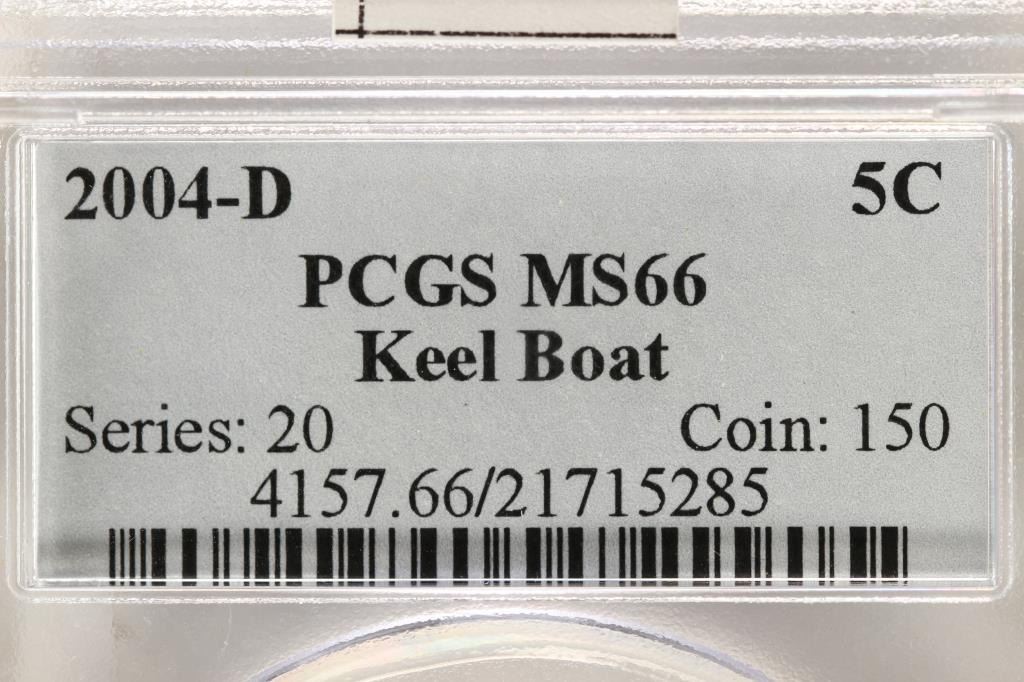 2004-D 5C
PCGS MS66
Keel Boat
Series: 20 Coin: 150
4157.66/21715285